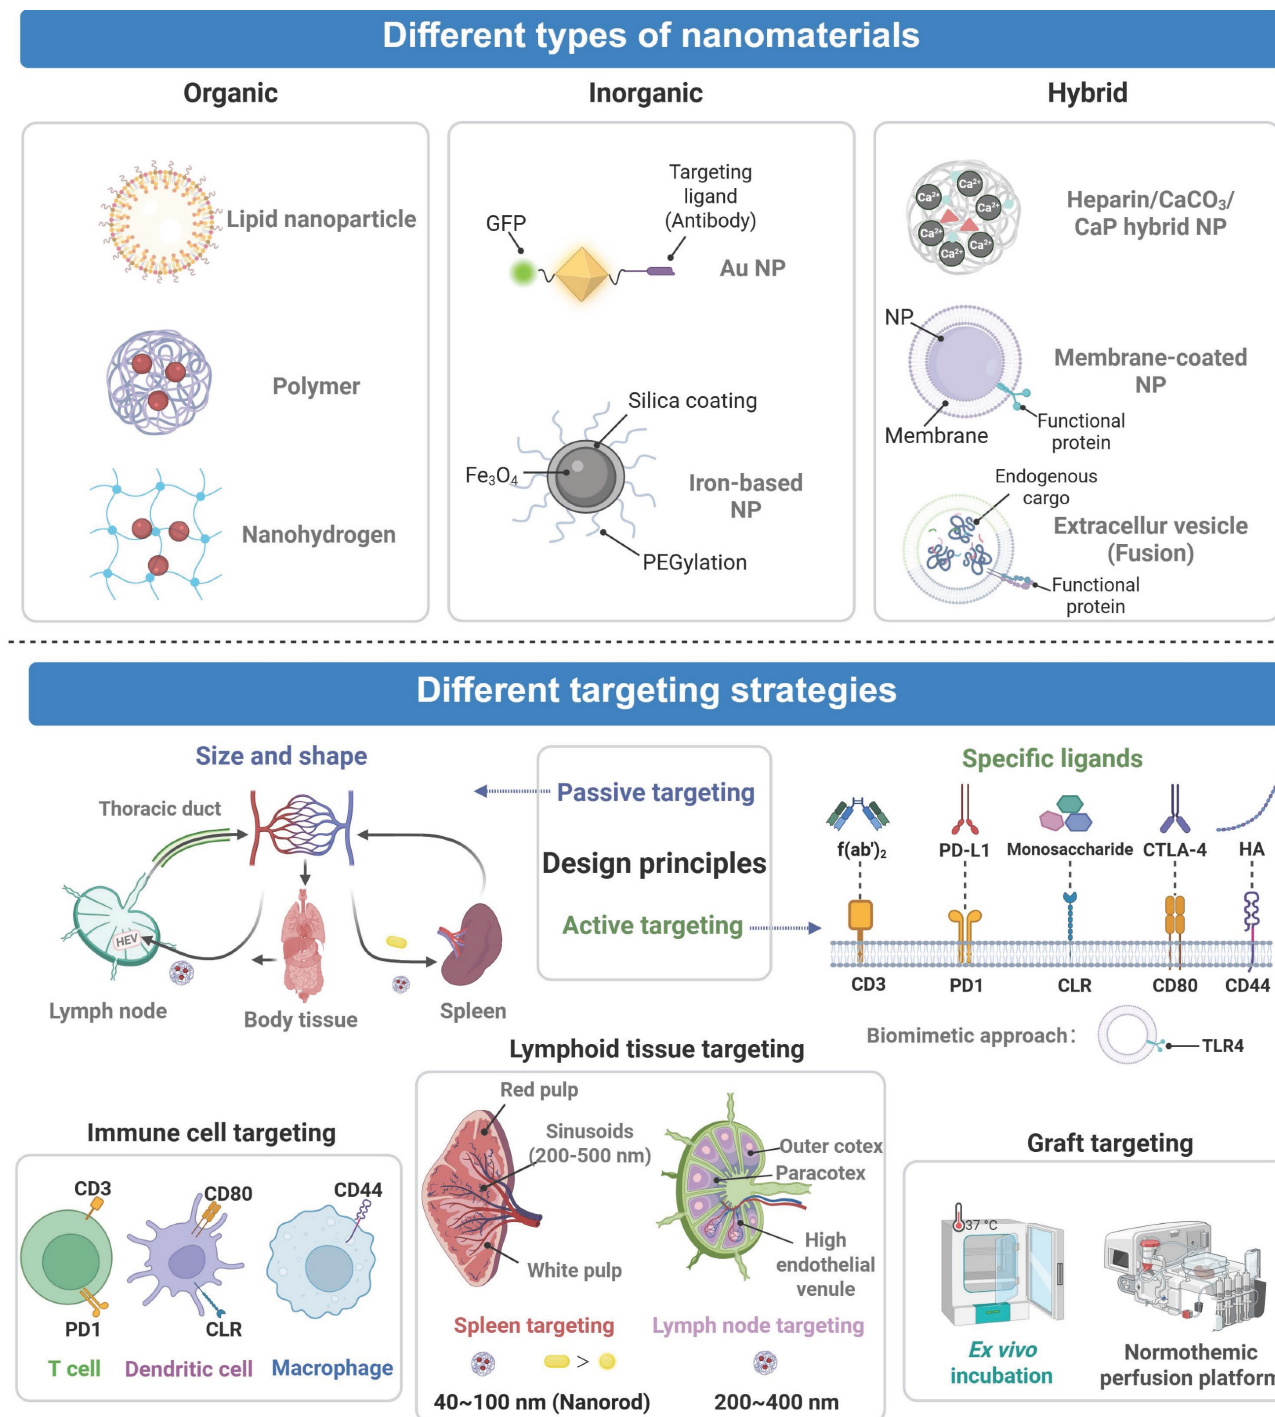 Different types of nanomaterials
Organic
Lipid nanoparticle
Polymer
Nanohydrogen
Inorganic
GFP
Targeting
ligand
(Antibody)
Au NP
Silica coating
Fe₃O₄
Iron-based
NP
PEGylation
Hybrid
Ca²⁺
Ca²⁺
Ca²⁺
Ca²⁺
Ca²⁺
Ca²⁺
Heparin/CaCO₃/
CaP hybrid NP
NP
Membrane-coated
NP
Membrane
Functional
protein
Endogenous
cargo
Extracellur vesicle
(Fusion)
Functional
protein
Different targeting strategies
Size and shape
Thoracic duct
HEV
Lymph node
Body tissue
Spleen
Passive targeting
Design principles
Active targeting
Specific ligands
f(ab')₂
PD-L1
Monosaccharide
CTLA-4
HA
CD3
PD1
CLR
CD80
CD44
Biomimetic approach:
TLR4
Immune cell targeting
CD3
CD80
CD44
PD1
CLR
T cell
Dendritic cell
Macrophage
Lymphoid tissue targeting
Red pulp
Sinusoids
(200-500 nm)
White pulp
Outer cotex
Paracotex
High
endothelial
venule
Spleen targeting
>
40~100 nm (Nanorod)
Lymph node targeting
200~400 nm
Graft targeting
37 °C
Ex vivo
incubation
Normothemic
perfusion platform